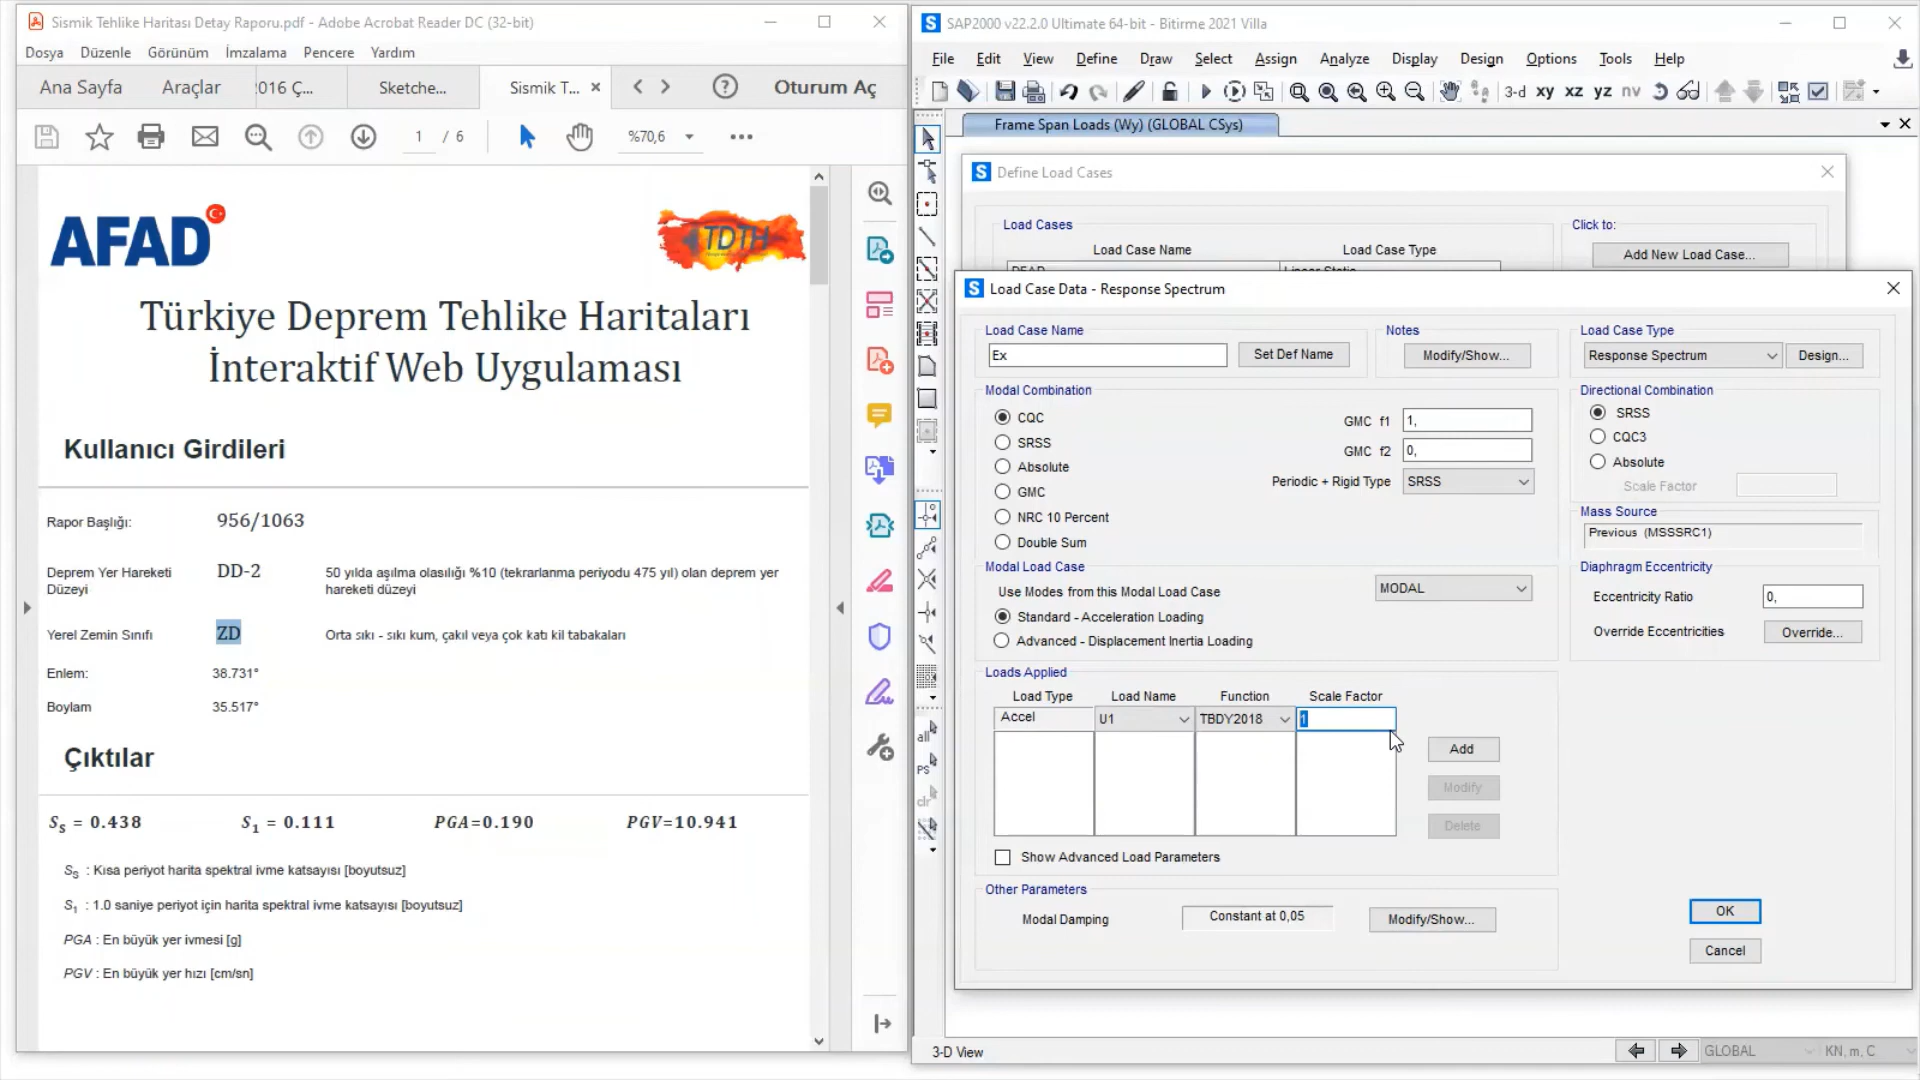 Sismik Tehlike Haritası Detay Raporu.pdf - Adobe Acrobat Reader DC (32-bit)
Dosya Düzenle Görünüm İmzalama Pencere Yardım
Ana Sayfa Araçlar 2016 Ç... Sketche... Sismik T... Oturum Aç
1 / 6 %70,6
AFAD TDTH
Türkiye Deprem Tehlike Haritaları
İnteraktif Web Uygulaması
Kullanıcı Girdileri
Rapor Başlığı: 956/1063
Deprem Yer Hareketi Düzeyi DD-2 50 yılda aşılma olasılığı %10 (tekrarlanma periyodu 475 yıl) olan deprem yer hareketi düzeyi
Yerel Zemin Sınıfı ZD Orta sıkı - sıkı kum, çakıl veya çok katı kil tabakaları
Enlem: 38.731°
Boylam 35.517°
Çıktılar
S_S = 0.438 S_1 = 0.111 PGA=0.190 PGV=10.941
S_S : Kısa periyot harita spektral ivme katsayısı [boyutsuz]
S_1 : 1.0 saniye periyot için harita spektral ivme katsayısı [boyutsuz]
PGA : En büyük yer ivmesi [g]
PGV : En büyük yer hızı [cm/sn]
SAP2000 v22.2.0 Ultimate 64-bit - Bitirme 2021 Villa
File Edit View Define Draw Select Assign Analyze Display Design Options Tools Help
3-d xy xz yz nv
Frame Span Loads (Wy) (GLOBAL CSys)
Define Load Cases
Load Cases Click to:
Load Case Name Load Case Type Add New Load Case...
DEAD Linear Static
Load Case Data - Response Spectrum
Load Case Name Notes Load Case Type
Ex Set Def Name Modify/Show... Response Spectrum Design...
Modal Combination Directional Combination
CQC GMC f1 1, SRSS
SRSS GMC f2 0, CQC3
Absolute Periodic + Rigid Type SRSS Absolute
GMC Scale Factor
NRC 10 Percent Mass Source
Double Sum Previous (MSSSRC1)
Modal Load Case Diaphragm Eccentricity
Use Modes from this Modal Load Case MODAL Eccentricity Ratio 0,
Standard - Acceleration Loading Override Eccentricities Override...
Advanced - Displacement Inertia Loading
Loads Applied
Load Type Load Name Function Scale Factor
Accel U1 TBDY2018 1
Add
Modify
Delete
Show Advanced Load Parameters
Other Parameters
Modal Damping Constant at 0,05 Modify/Show...
OK
Cancel
all
PS
clr
3-D View GLOBAL KN, m, C